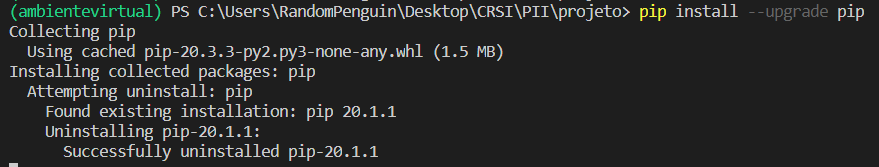 (ambientevirtual) PS C:\Users\RandomPenguin\Desktop\CRSI\PII\projeto> pip install --upgrade pip
Collecting pip
  Using cached pip-20.3.3-py2.py3-none-any.whl (1.5 MB)
Installing collected packages: pip
  Attempting uninstall: pip
    Found existing installation: pip 20.1.1
    Uninstalling pip-20.1.1:
      Successfully uninstalled pip-20.1.1